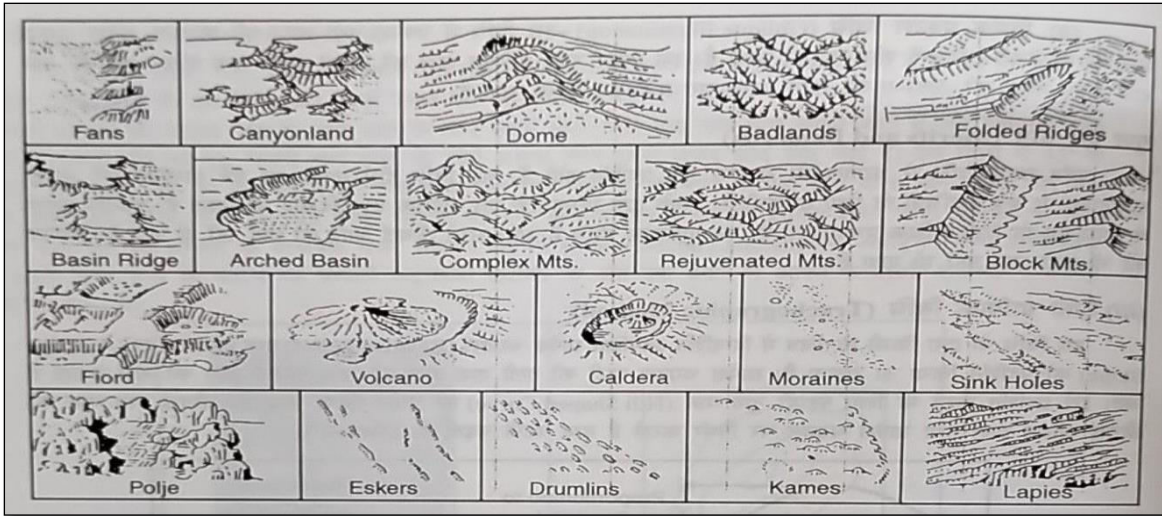 Fans Canyonland Dome Badlands Folded Ridges
Basin Ridge Arched Basin Complex Mts. Rejuvenated Mts. Block Mts.
Fiord Volcano Caldera Moraines Sink Holes
Polje Eskers Drumlins Kames Lapies